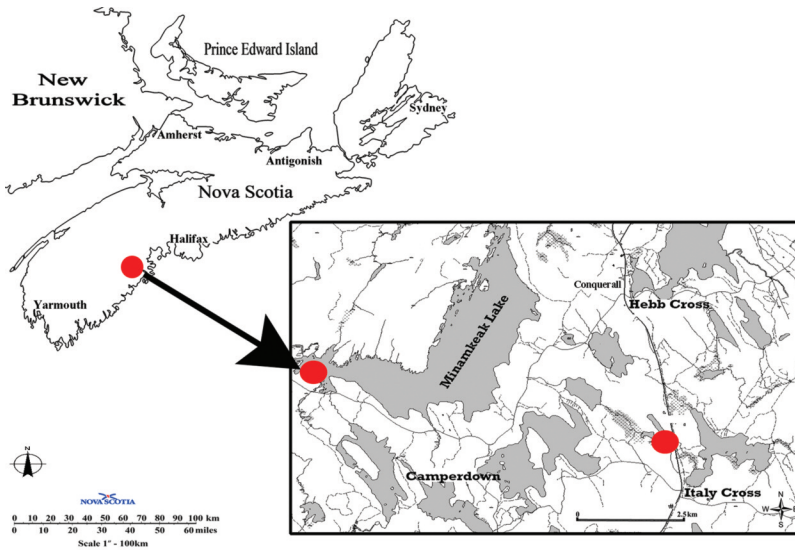 Prince Edward Island
New
Brunswick
Sydney
Amherst
Antigonish
Nova Scotia
Halifax
Yarmouth
Conquerall
Hebb Cross
Minamkeak Lake
Camperdown
Italy Cross
N
W
S
0 2.5km
N
NOVA SCOTIA
0 10 20 30 40 50 60 70 80 90 100 km
0 10 20 30 40 50 60 miles
Scale 1" - 100km